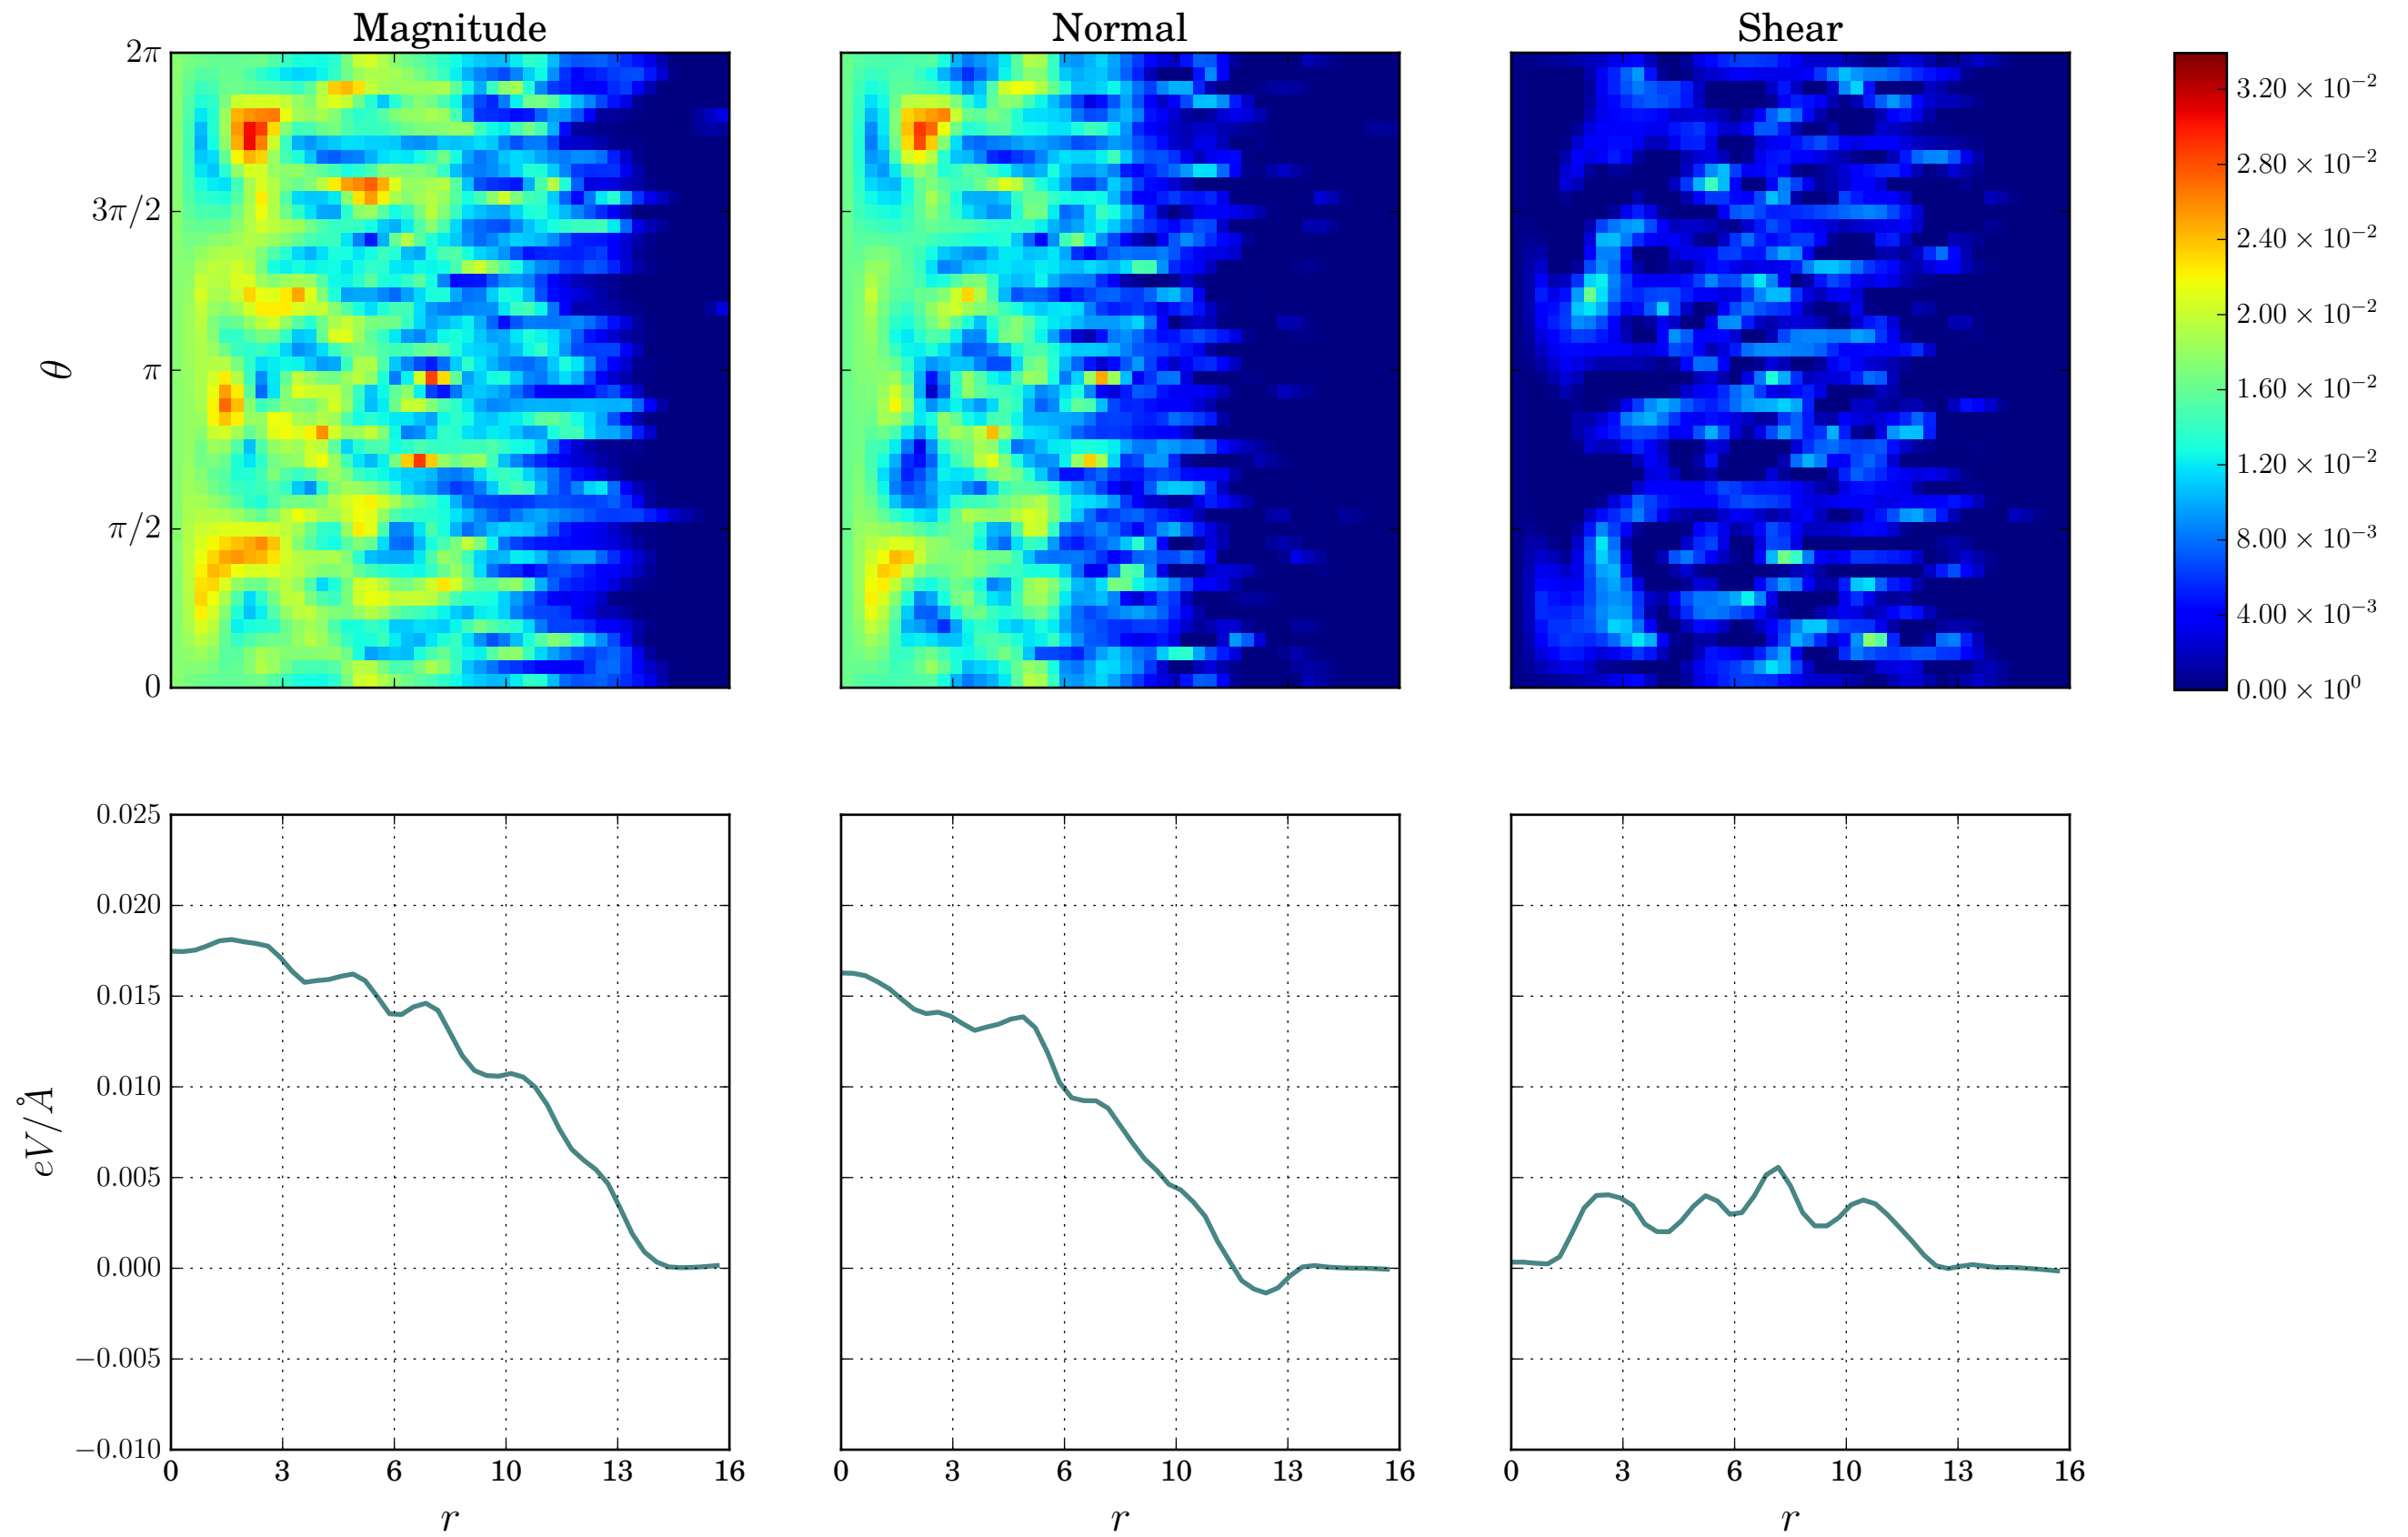 Magnitude Normal Shear
2π
3π/2
π
π/2
0
θ
3.20 × 10⁻²
2.80 × 10⁻²
2.40 × 10⁻²
2.00 × 10⁻²
1.60 × 10⁻²
1.20 × 10⁻²
8.00 × 10⁻³
4.00 × 10⁻³
0.00 × 10⁰
0.025
0.020
0.015
0.010
0.005
0.000
−0.005
−0.010
eV/Å
0 3 6 10 13 16 0 3 6 10 13 16 0 3 6 10 13 16
r r r